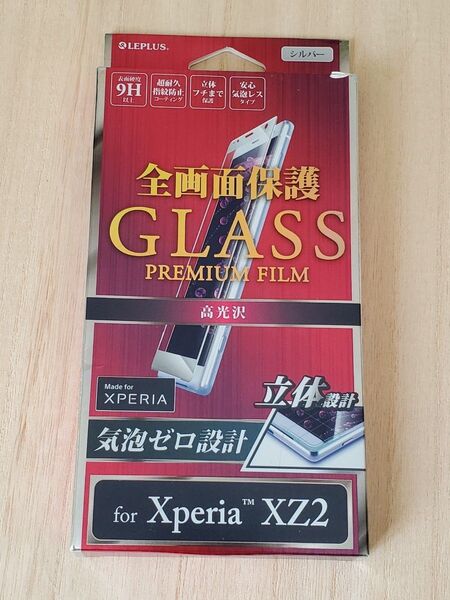 LEPLUS
シルバー
表面硬度
9H
以上
超耐久
指紋防止
コーティング
立体
フチまで
保護
安心
気泡レス
タイプ
全画面保護
GLASS
PREMIUM FILM
高光沢
Made for
XPERIA
立体設計
気泡ゼロ設計
for Xperia™ XZ2